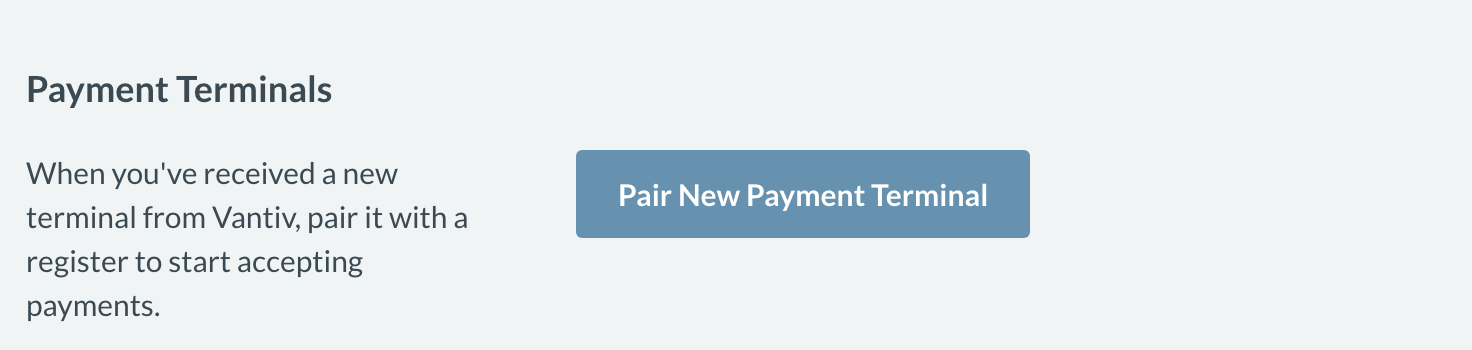 Payment Terminals
When you've received a new
terminal from Vantiv, pair it with a
register to start accepting
payments.
Pair New Payment Terminal